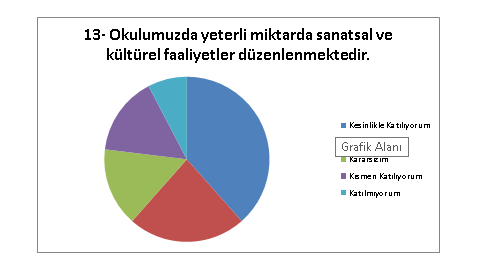 13- Okulumuzda yeterli miktarda sanatsal ve
kültürel faaliyetler düzenlenmektedir.
Kesinlikle Katılıyorum
Grafik Alanı
Kararsızım
Kısmen Katılıyorum
Katılmıyorum